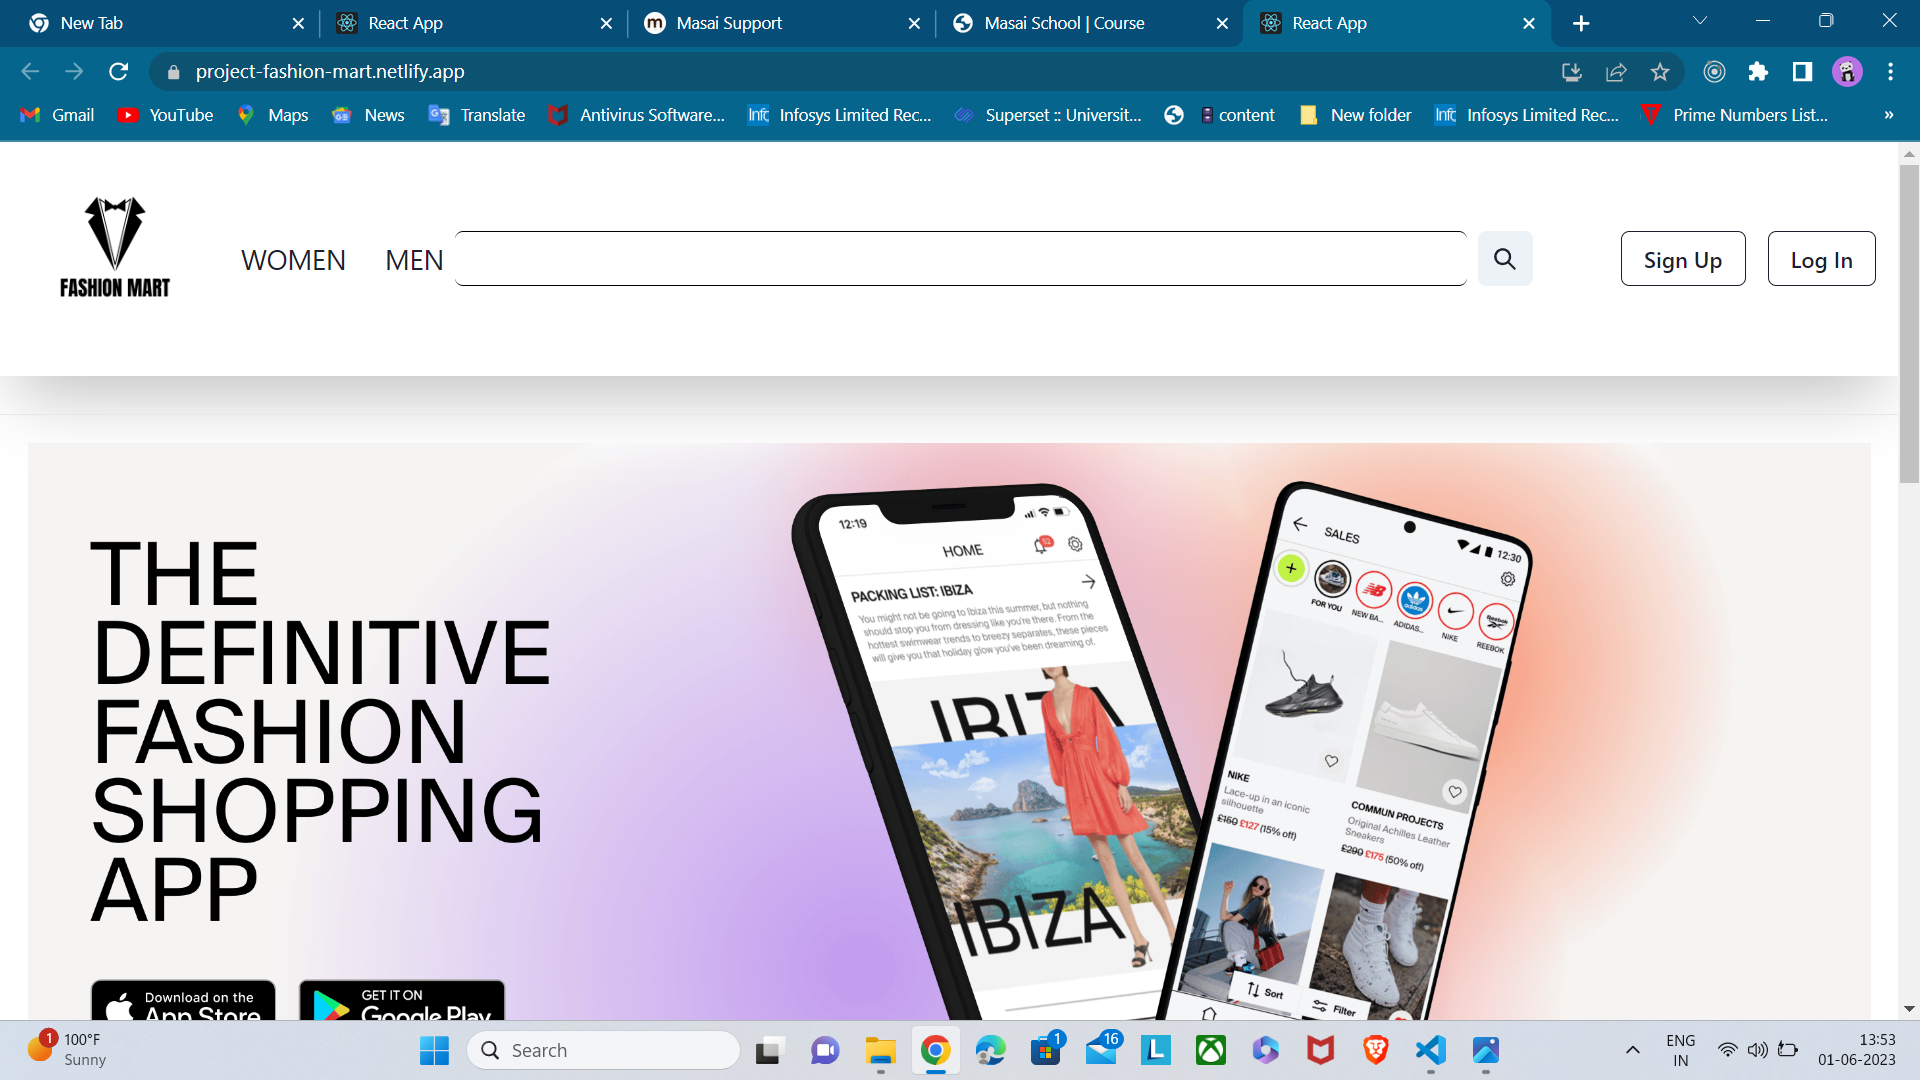 New Tab
React App
Masai Support
Masai School | Course
React App
project-fashion-mart.netlify.app
Gmail
YouTube
Maps
News
Translate
Antivirus Software...
Infosys Limited Rec...
Superset :: Universit...
content
New folder
Infosys Limited Rec...
Prime Numbers List...
»
FASHION MART
WOMEN
MEN
Sign Up
Log In
THE
DEFINITIVE
FASHION
SHOPPING
APP
Download on the
App Store
GET IT ON
Google Play
12:19
HOME
52
PACKING LIST: IBIZA
You might not be going to Ibiza this summer, but nothing
should stop you from dressing like you're there. From the
hottest swimwear trends to breezy separates, these pieces
will give you that holiday glow you've been dreaming of.
IBIZA
IBIZA
SALES
12:30
FOR YOU
NEW BA...
ADIDAS...
NIKE
Reebok
REEBOK
NIKE
Lace-up in an iconic
silhouette
£150 £127 (15% off)
COMMUN PROJECTS
Original Achilles Leather
Sneakers
£290 £175 (50% off)
Sort
Filter
1
100°F
Sunny
Search
1
16
L
ENG
IN
13:53
01-06-2023